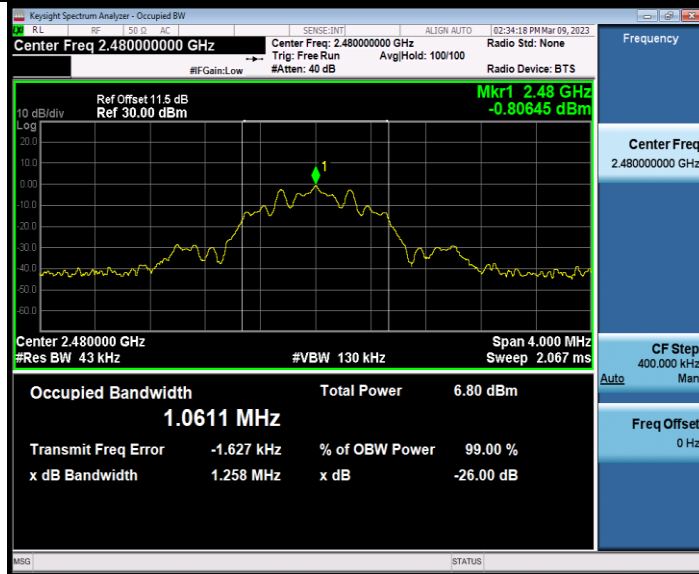 Keysight Spectrum Analyzer - Occupied BW
RL RF 50 Ω AC SENSE:INT ALIGN AUTO 02:34:18 PM Mar 09, 2023
Center Freq 2.480000000 GHz
Center Freq: 2.480000000 GHz
Radio Std: None
Trig: Free Run Avg|Hold: 100/100
#IFGain:Low #Atten: 40 dB Radio Device: BTS
Frequency
Ref Offset 11.5 dB
10 dB/div Ref 30.00 dBm
Mkr1 2.48 GHz
-0.80645 dBm
Log
20.0
10.0
0.00
-10.0
-20.0
-30.0
-40.0
-50.0
-60.0
1
Center Freq
2.480000000 GHz
Center 2.480000 GHz Span 4.000 MHz
#Res BW 43 kHz #VBW 130 kHz Sweep 2.067 ms
CF Step
400.000 kHz
Auto Man
Freq Offset
0 Hz
Occupied Bandwidth Total Power 6.80 dBm
1.0611 MHz
Transmit Freq Error -1.627 kHz % of OBW Power 99.00 %
x dB Bandwidth 1.258 MHz x dB -26.00 dB
MSG STATUS